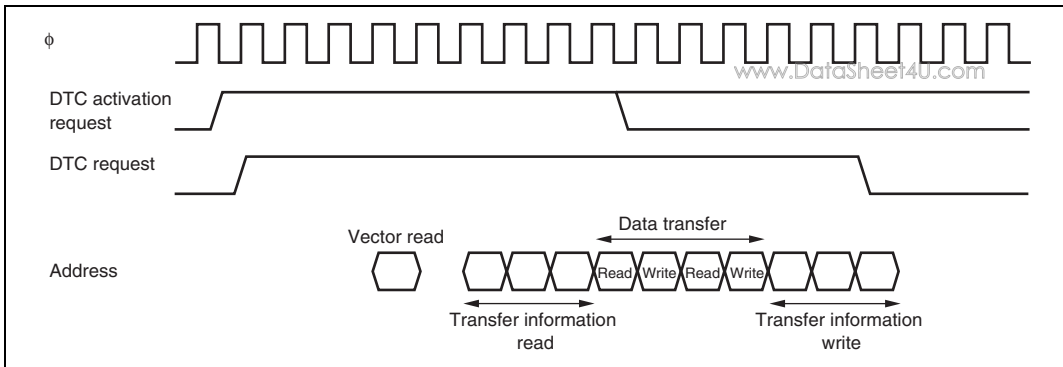 φ
www.DataSheet4U.com
DTC activation
request
DTC request
Data transfer
Vector read
Address
Read Write Read Write
Transfer information
read
Transfer information
write